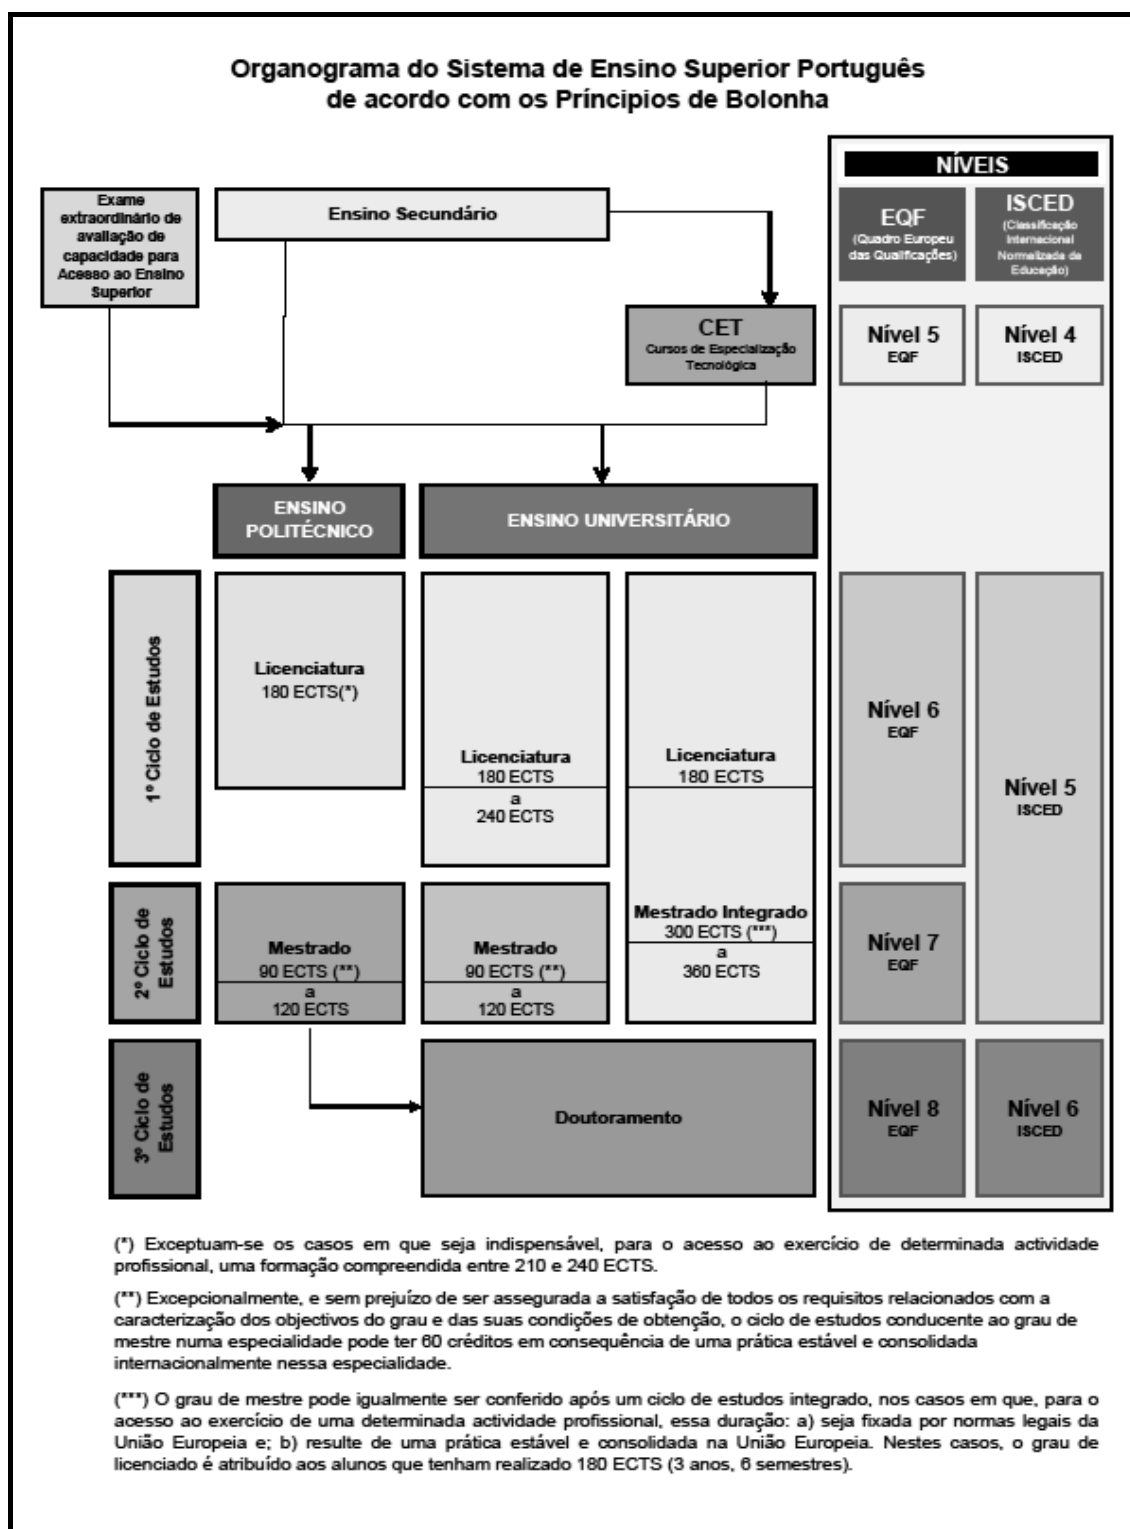 Organograma do Sistema de Ensino Superior Português
de acordo com os Príncipios de Bolonha
NÍVEIS
Exame
extraordinário de
avaliação de
capacidade para
Acesso ao Ensino
Superior
Ensino Secundário
EQF
(Quadro Europeu
das Qualificações)
ISCED
(Classificação
Internacional
Normalizada da
Educação)
CET
Cursos de Especialização
Tecnológica
Nível 5
EQF
Nível 4
ISCED
ENSINO
POLITÉCNICO
ENSINO UNIVERSITÁRIO
1º Ciclo de Estudos
Licenciatura
180 ECTS(*)
Licenciatura
180 ECTS
a
240 ECTS
Licenciatura
180 ECTS
Nível 6
EQF
Nível 5
ISCED
2º Ciclo de
Estudos
Mestrado
90 ECTS (**)
a
120 ECTS
Mestrado
90 ECTS (**)
a
120 ECTS
Mestrado Integrado
300 ECTS (***)
a
360 ECTS
Nível 7
EQF
3º Ciclo de
Estudos
Doutoramento
Nível 8
EQF
Nível 6
ISCED
(*) Exceptuam-se os casos em que seja indispensável, para o acesso ao exercício de determinada actividade
profissional, uma formação compreendida entre 210 e 240 ECTS.
(**) Excepcionalmente, e sem prejuízo de ser assegurada a satisfação de todos os requisitos relacionados com a
caracterização dos objectivos do grau e das suas condições de obtenção, o ciclo de estudos conducente ao grau de
mestre numa especialidade pode ter 60 créditos em consequência de uma prática estável e consolidada
internacionalmente nessa especialidade.
(***) O grau de mestre pode igualmente ser conferido após um ciclo de estudos integrado, nos casos em que, para o
acesso ao exercício de uma determinada actividade profissional, essa duração: a) seja fixada por normas legais da
União Europeia e; b) resulte de uma prática estável e consolidada na União Europeia. Nestes casos, o grau de
licenciado é atribuído aos alunos que tenham realizado 180 ECTS (3 anos, 6 semestres).